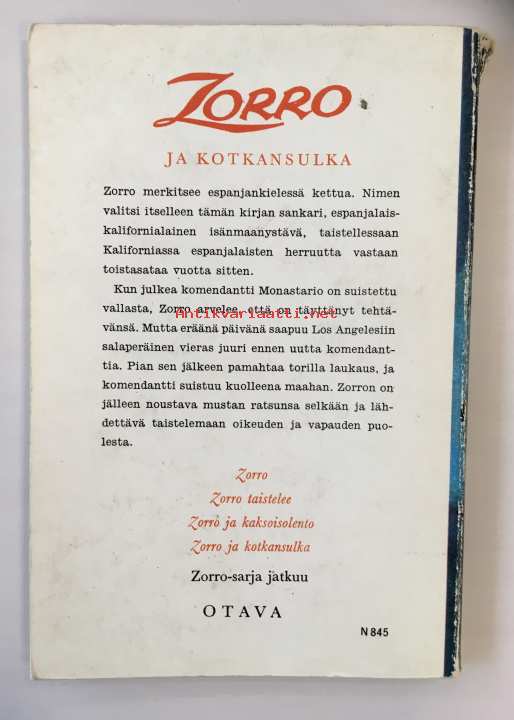 ZORRO
JA KOTKANSULKA
Zorro merkitsee espanjankielessä kettua. Nimen
valitsi itselleen tämän kirjan sankari, espanjalais-
kalifornialainen isänmaanystävä, taistellessaan
Kaliforniassa espanjalaisten herruutta vastaan
toistasataa vuotta sitten.
Kun julkea komendantti Monastario on suistettu
vallasta, Zorro arvelee, että on täyttänyt tehtä-
Antikvariaatti.net
vänsä. Mutta eräänä päivänä saapuu Los Angelesiin
salaperäinen vieras juuri ennen uutta komendant-
tia. Pian sen jälkeen pamahtaa torilla laukaus, ja
komendantti suistuu kuolleena maahan. Zorron on
jälleen noustava mustan ratsunsa selkään ja läh-
dettävä taistelemaan oikeuden ja vapauden puo-
lesta.
Zorro
Zorro taistelee
Zorro ja kaksoisolento
Zorro ja kotkansulka
Zorro-sarja jatkuu
OTAVA
N 845